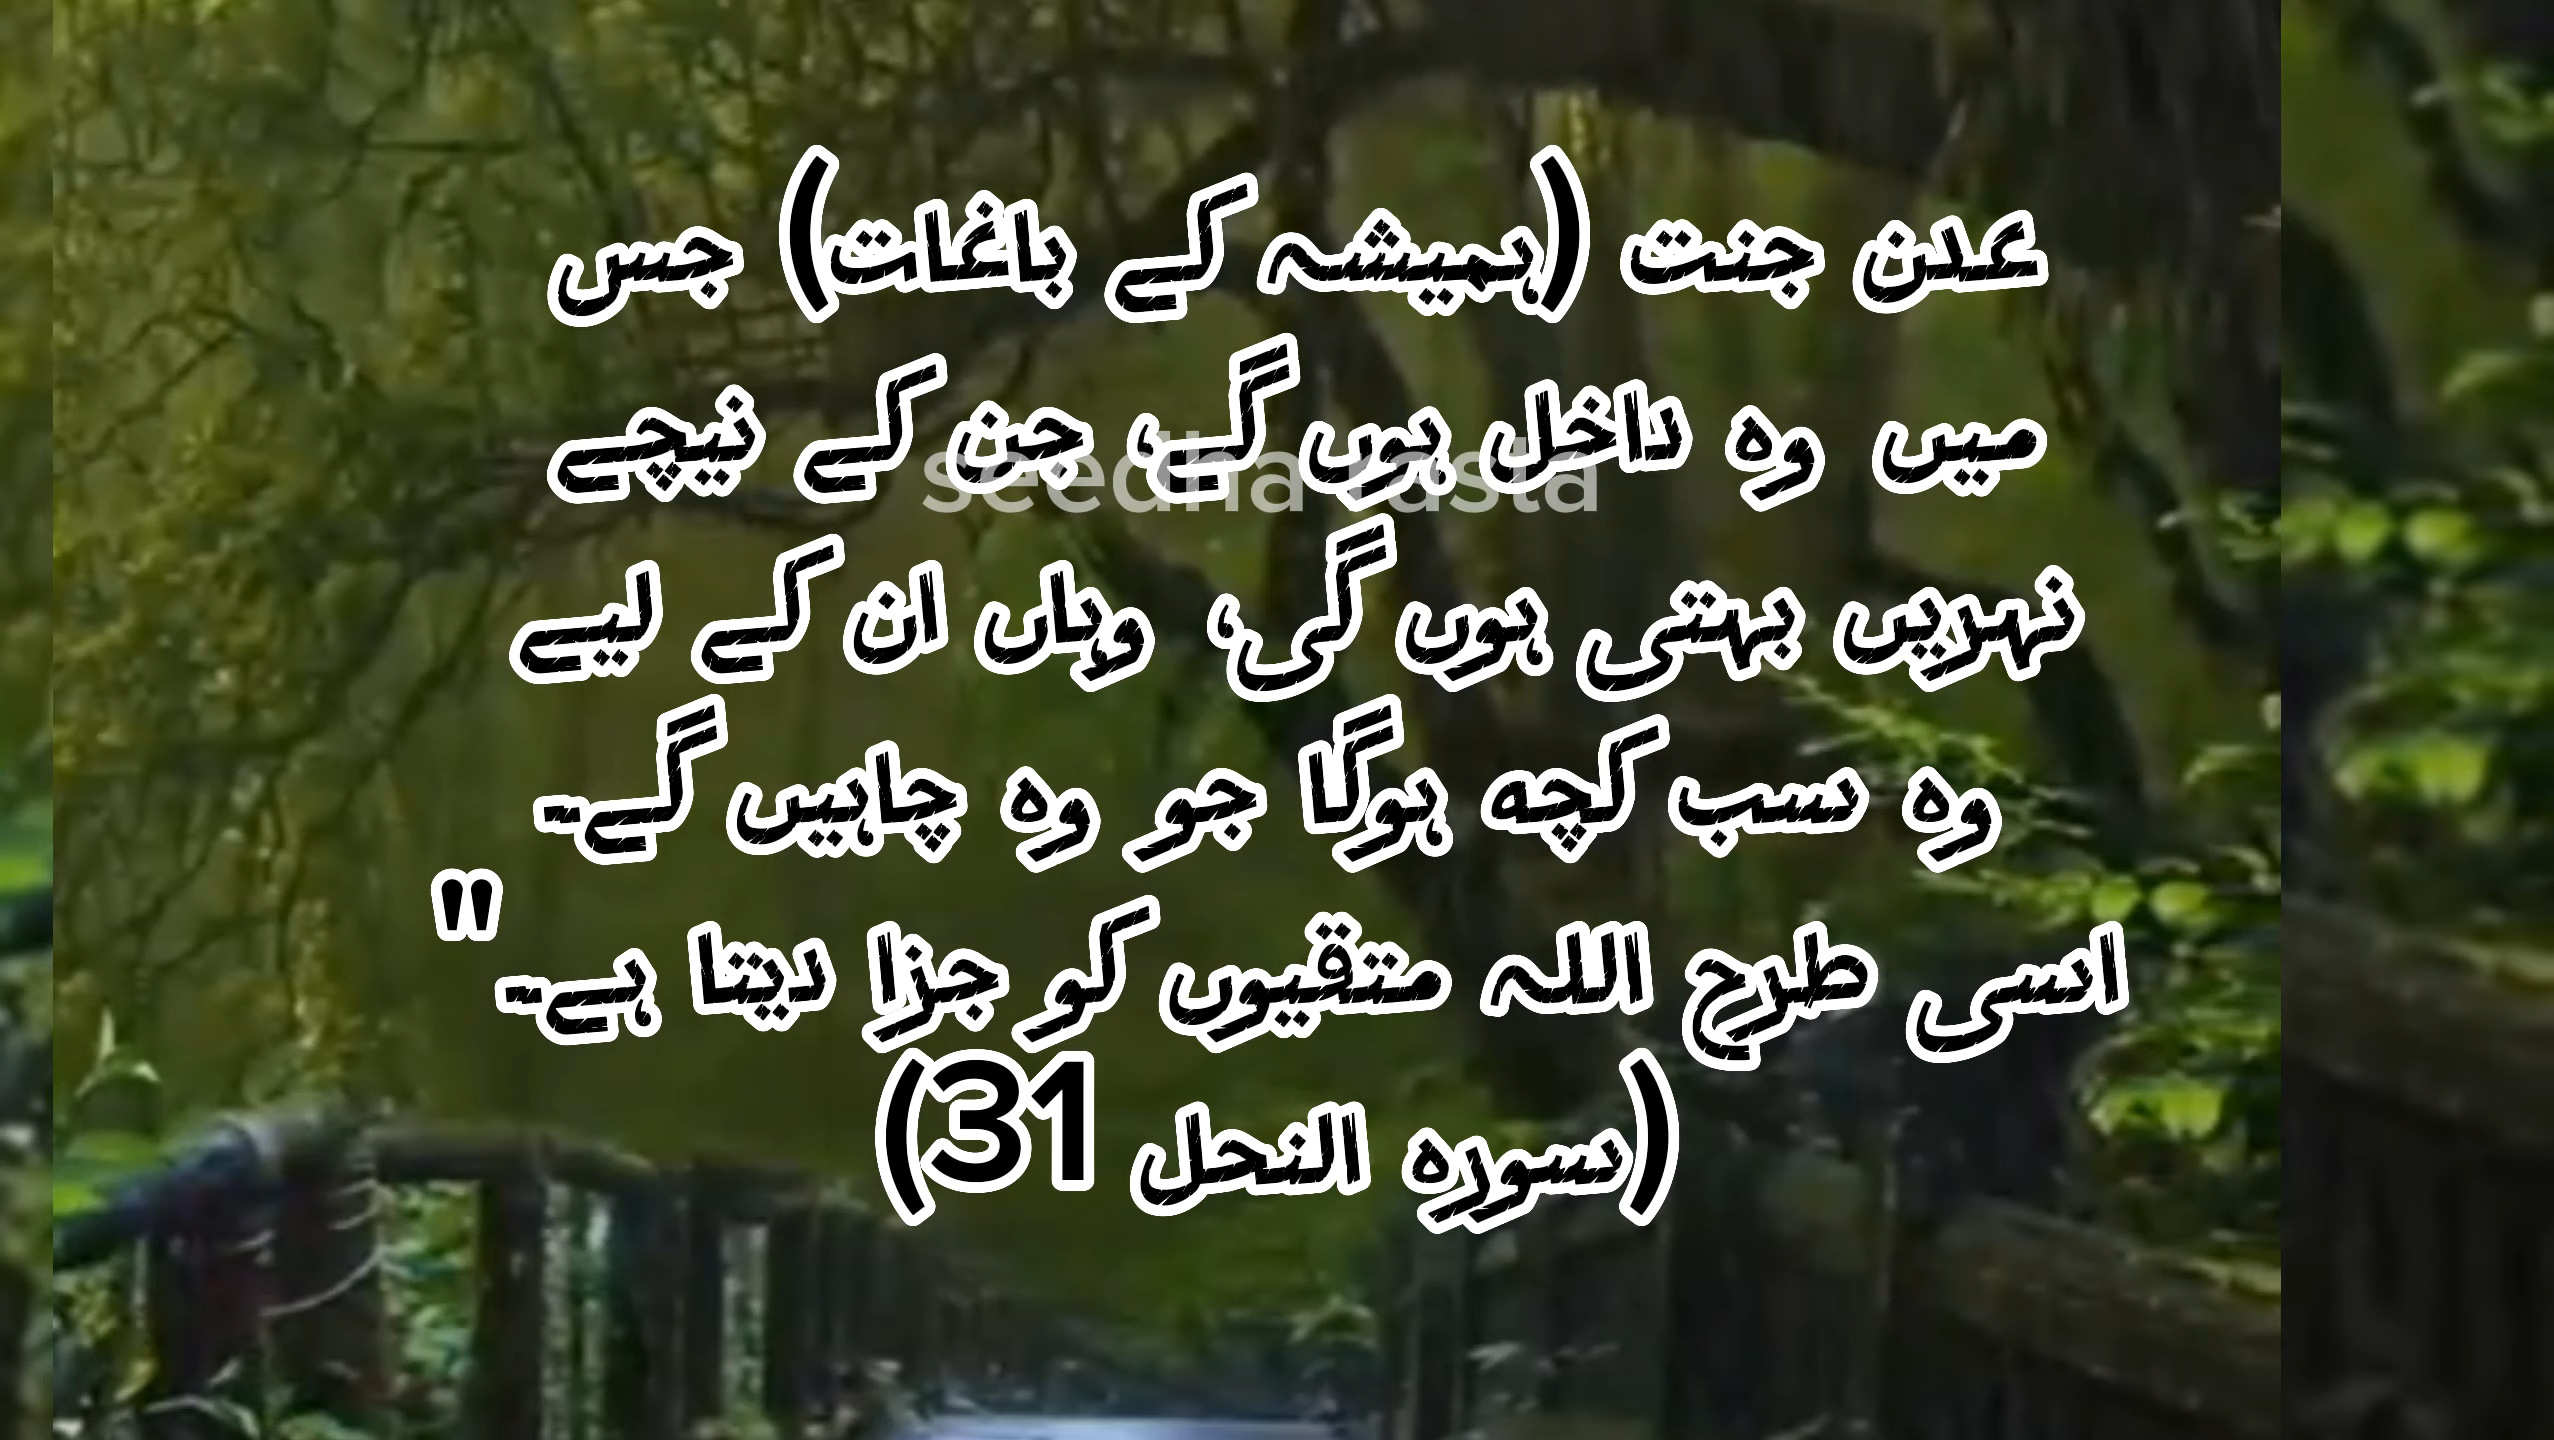 عدن جنت (ہمیشہ کے باغات) جس
میں وہ داخل ہوں گے، جن کے نیچے
seedha rasta
نہریں بہتی ہوں گی، وہاں ان کے لیے
وہ سب کچھ ہوگا جو وہ چاہیں گے۔
اسی طرح اللہ متقیوں کو جزا دیتا ہے۔"
(سورہ النحل 31)